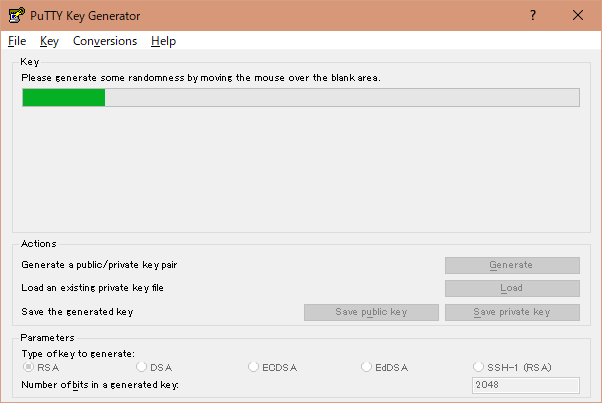 PuTTY Key Generator ?
File Key Conversions Help
Key
Please generate some randomness by moving the mouse over the blank area.
Actions
Generate a public/private key pair Generate
Load an existing private key file Load
Save the generated key Save public key Save private key
Parameters
Type of key to generate:
RSA DSA ECDSA EdDSA SSH-1 (RSA)
Number of bits in a generated key: 2048